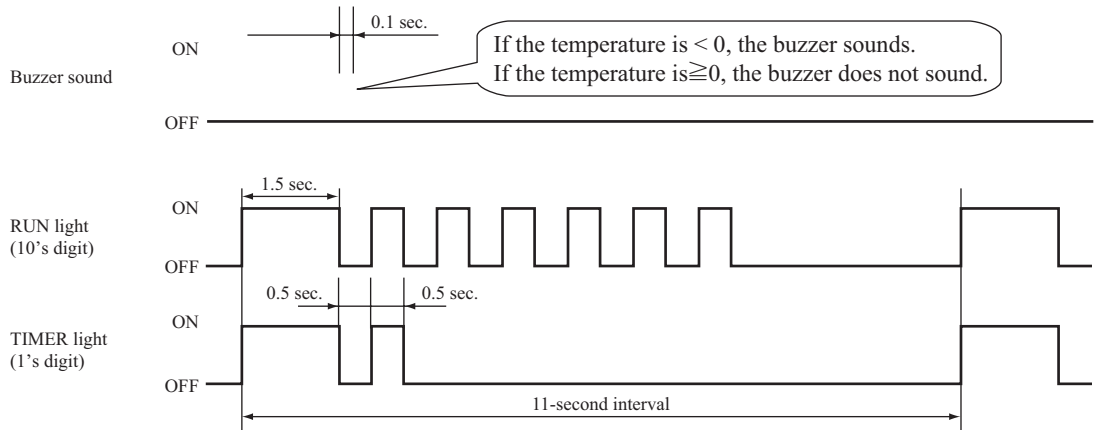 0.1 sec.
ON
If the temperature is < 0, the buzzer sounds.
If the temperature is≧0, the buzzer does not sound.
Buzzer sound
OFF
1.5 sec.
ON
RUN light
(10’s digit)
OFF
0.5 sec.
0.5 sec.
ON
TIMER light
(1’s digit)
OFF
11-second interval